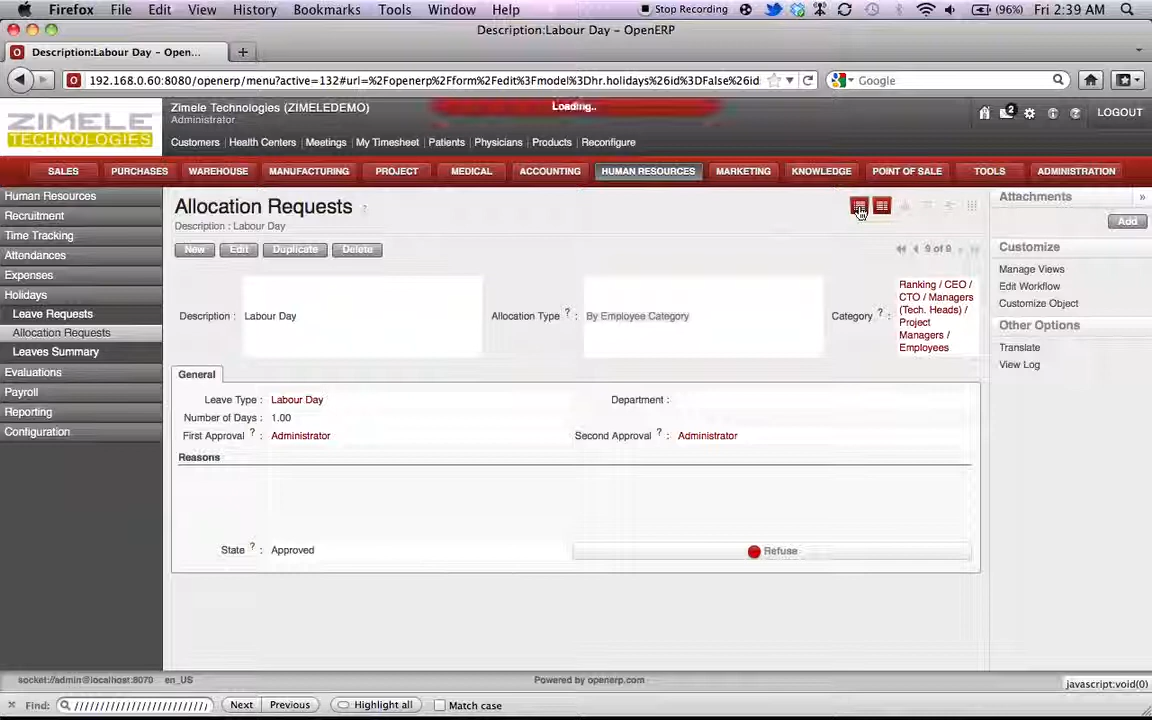 Firefox File Edit View History Bookmarks Tools Window Help Stop Recording (96%) Fri 2:39 AM
Description:Labour Day – OpenERP
Description:Labour Day – Open...
192.168.0.60:8080/openerp/menu?active=132#url=%2Fopenerp%2Fform%2Fedit%3Fmodel%3Dhr.holidays%26id%3DFalse%26id: Google
ZIMELE TECHNOLOGIES
Zimele Technologies (ZIMELEDEMO)
Administrator
Loading..
2 LOGOUT
Customers Health Centers Meetings My Timesheet Patients Physicians Products Reconfigure
SALES PURCHASES WAREHOUSE MANUFACTURING PROJECT MEDICAL ACCOUNTING HUMAN RESOURCES MARKETING KNOWLEDGE POINT OF SALE TOOLS ADMINISTRATION
Human Resources
Recruitment
Time Tracking
Attendances
Expenses
Holidays
Leave Requests
Allocation Requests
Leaves Summary
Evaluations
Payroll
Reporting
Configuration
Allocation Requests ?
Description : Labour Day
New Edit Duplicate Delete
9 of 9
Description : Labour Day
Allocation Type ? : By Employee Category
Category ? :
Ranking / CEO /
CTO / Managers
(Tech. Heads) /
Project
Managers /
Employees
General
Leave Type : Labour Day
Department :
Number of Days : 1.00
First Approval ? : Administrator
Second Approval ? : Administrator
Reasons
State ? : Approved
Refuse
Attachments »
Add
Customize
Manage Views
Edit Workflow
Customize Object
Other Options
Translate
View Log
socket://admin@localhost:8070 en_US
Powered by openerp.com
javascript:void(0)
Find: //////////////////////////////// Next Previous Highlight all Match case